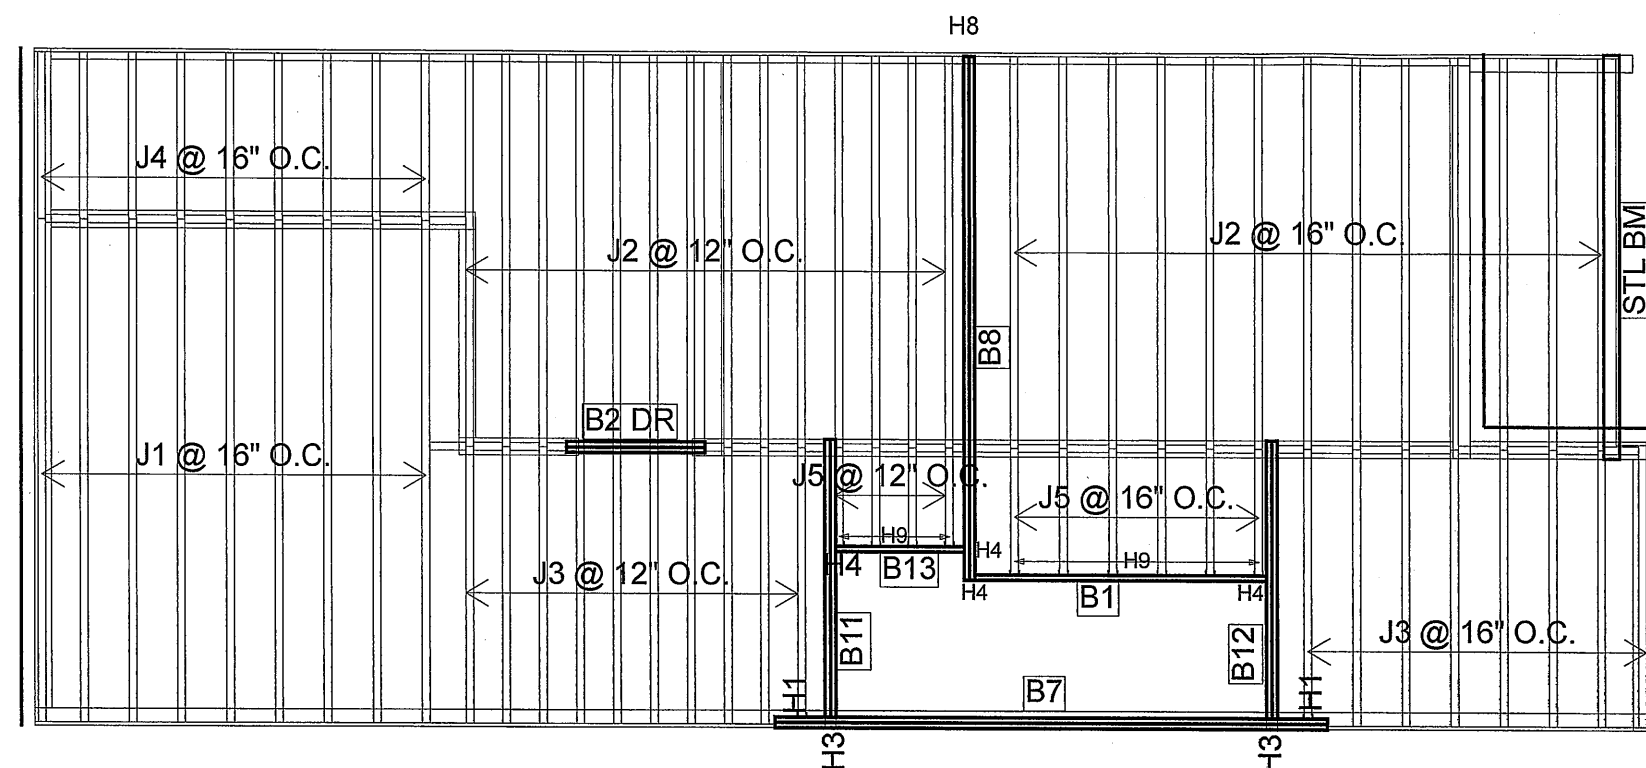 H8
J4 @ 16" O.C.
J2 @ 12" O.C.
J2 @ 16" O.C.
STL BM
B8
B2 DR
J1 @ 16" O.C.
J5 @ 12" O.C.
J5 @ 16" O.C.
H9
H4
H9
H4
B13
J3 @ 12" O.C.
H4
B1
H4
B11
B12
J3 @ 16" O.C.
H1
B7
H1
H3
H3